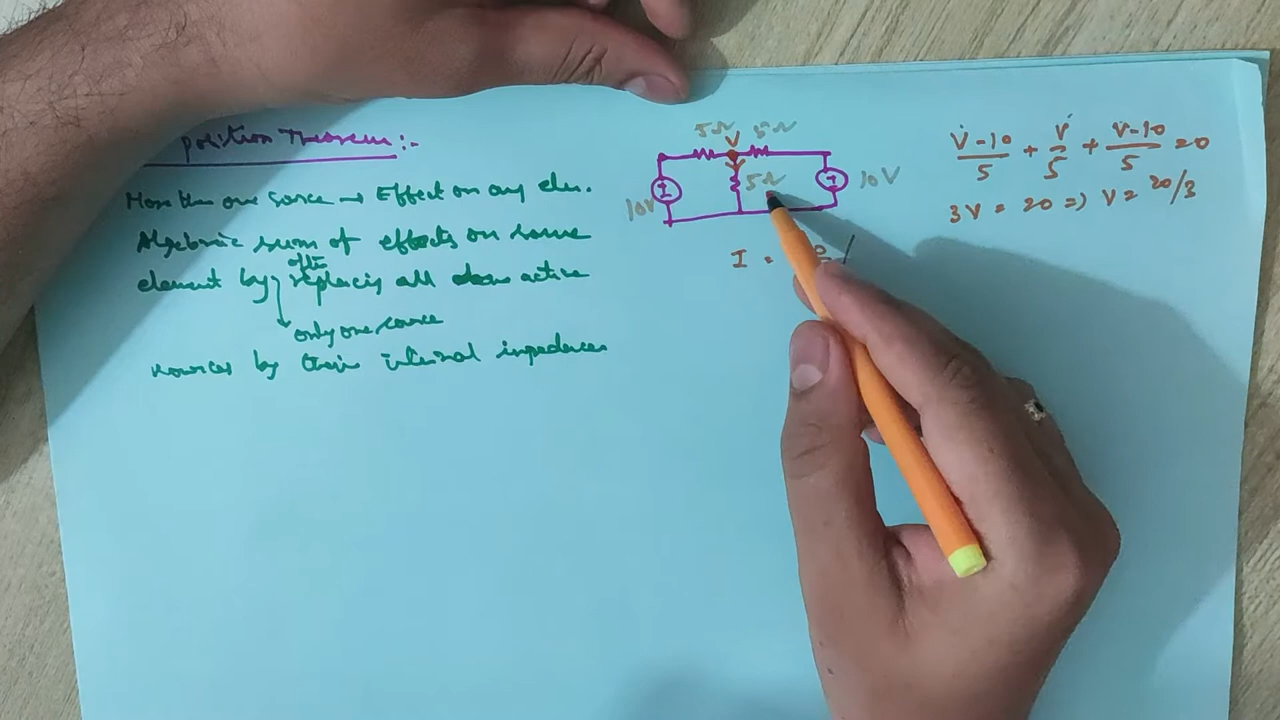 position Theorem:-
More than one source → Effect on any ele.
Algebraic sum of effects on same
after
element by replacing all active
only one source
sources by their internal impedances
5Ω 5Ω
V
5Ω
10V
10V
I =
V-10/5 + V/5 + V-10/5 = 0
3V = 20 => V = 20/3